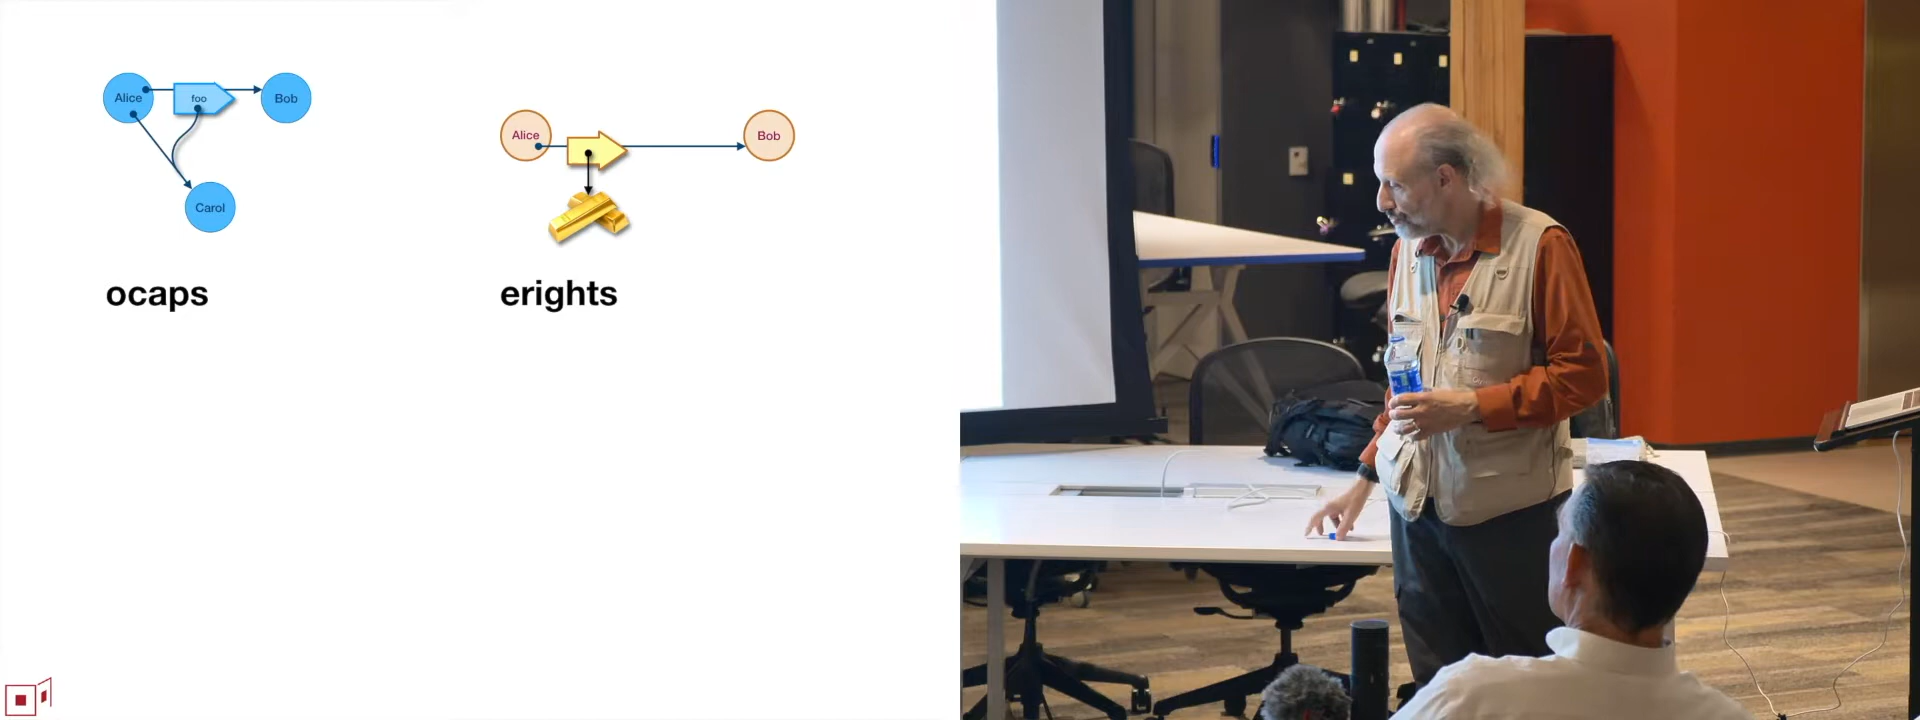 Alice
foo
Bob
Carol
ocaps
Alice
Bob
erights